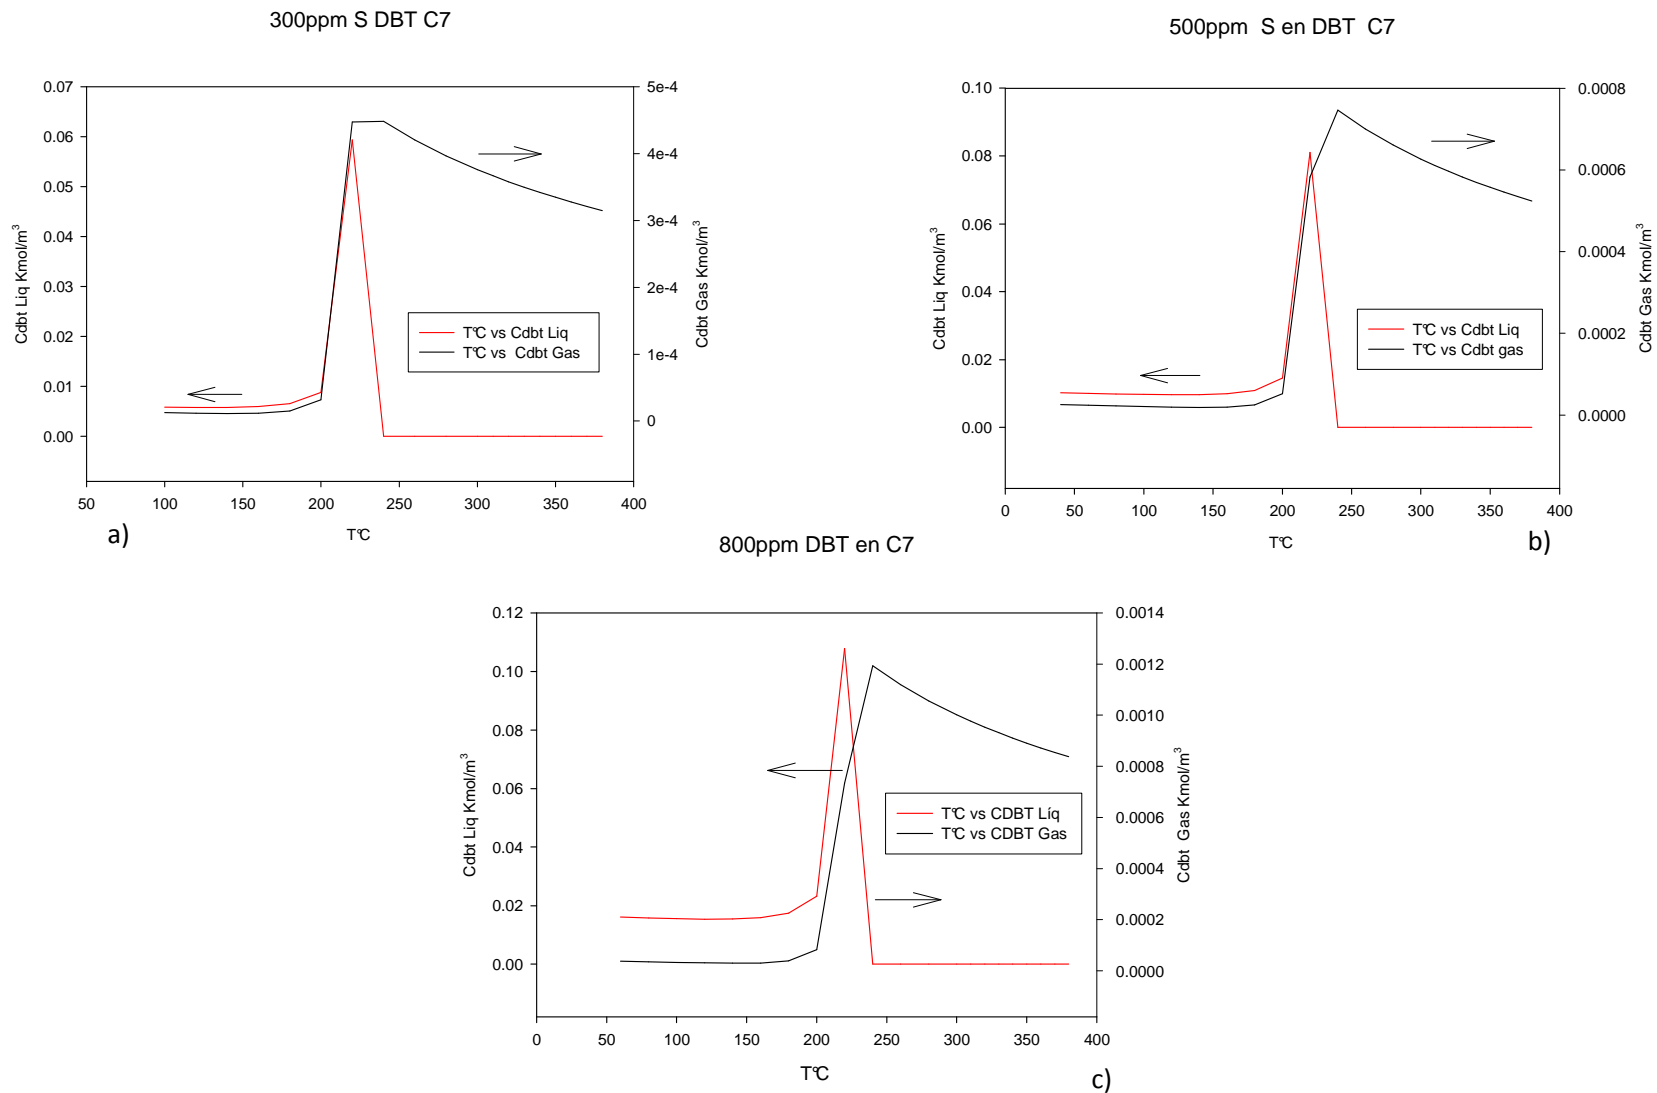 300ppm S DBT C7
0.07
0.06
0.05
0.04
0.03
0.02
0.01
0.00
Cdbt Liq Kmol/m³
5e-4
4e-4
3e-4
2e-4
1e-4
0
Cdbt Gas Kmol/m³
T°C vs Cdbt Liq
T°C vs Cdbt Gas
50 100 150 200 250 300 350 400
T°C
a)
500ppm S en DBT C7
0.10
0.08
0.06
0.04
0.02
0.00
Cdbt Liq Kmol/m³
0.0008
0.0006
0.0004
0.0002
0.0000
Cdbt Gas Kmol/m³
T°C vs Cdbt Liq
T°C vs Cdbt gas
0 50 100 150 200 250 300 350 400
T°C
b)
800ppm DBT en C7
0.12
0.10
0.08
0.06
0.04
0.02
0.00
Cdbt Liq Kmol/m³
0.0014
0.0012
0.0010
0.0008
0.0006
0.0004
0.0002
0.0000
Cdbt Gas Kmol/m³
T°C vs CDBT Líq
T°C vs CDBT Gas
0 50 100 150 200 250 300 350 400
T°C
c)